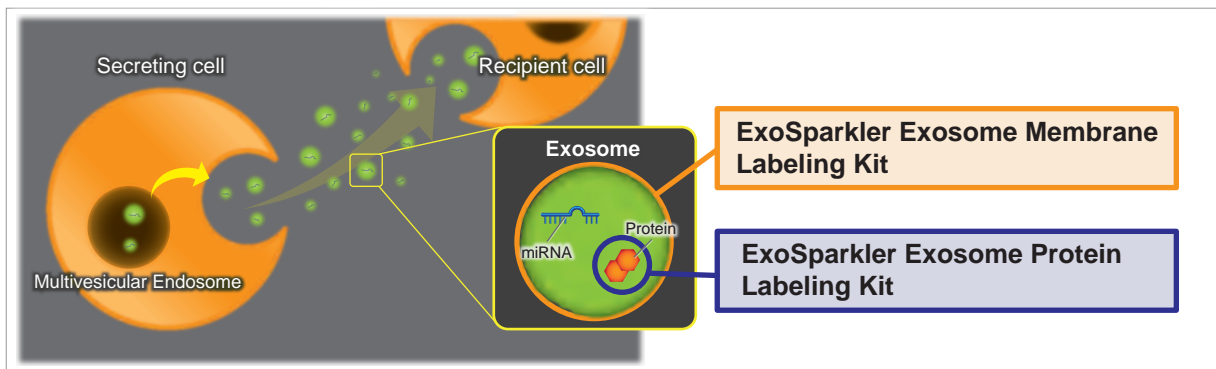 Secreting cell
Recipient cell
Multivesicular Endosome
Exosome
miRNA
Protein
ExoSparkler Exosome Membrane
Labeling Kit
ExoSparkler Exosome Protein
Labeling Kit